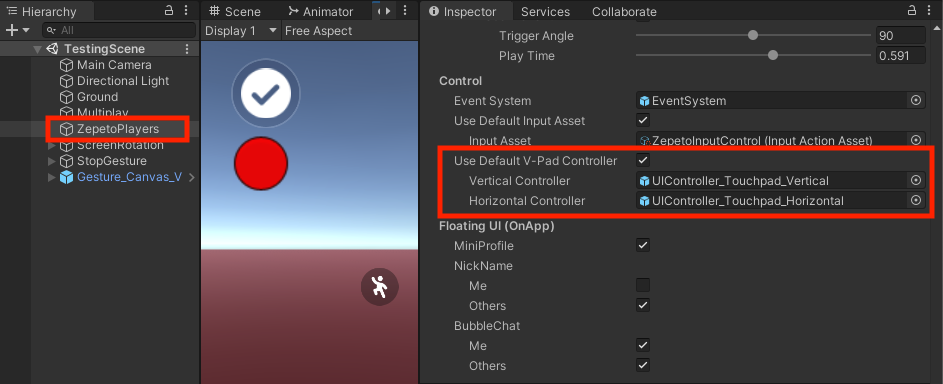 Hierarchy
All
TestingScene
Main Camera
Directional Light
Ground
Multiplay
ZepetoPlayers
ScreenRotation
StopGesture
Gesture_Canvas_V
Scene
Animator
Display 1
Free Aspect
Inspector
Services
Collaborate
Trigger Angle
90
Play Time
0.591
Control
Event System
EventSystem
Use Default Input Asset
Input Asset
ZepetoInputControl (Input Action Asset)
Use Default V-Pad Controller
Vertical Controller
UIController_Touchpad_Vertical
Horizontal Controller
UIController_Touchpad_Horizontal
Floating UI (OnApp)
MiniProfile
NickName
Me
Others
BubbleChat
Me
Others